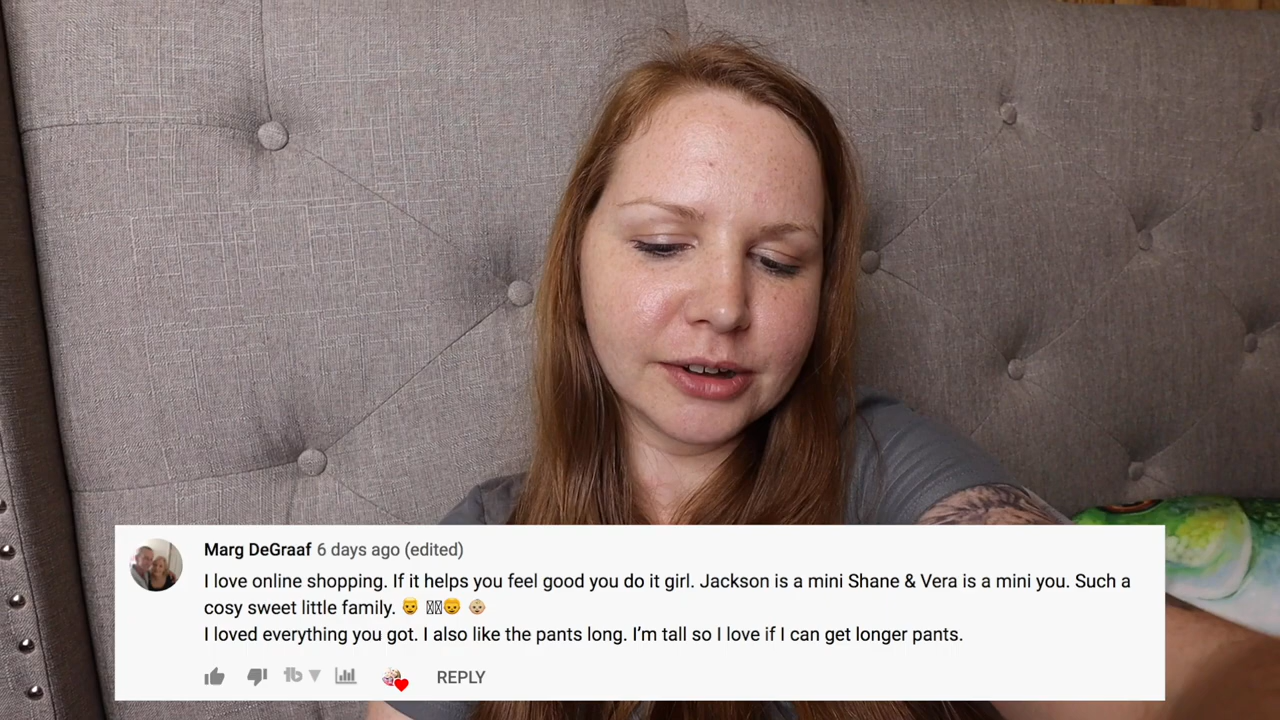 Marg DeGraaf 6 days ago (edited)
I love online shopping. If it helps you feel good you do it girl. Jackson is a mini Shane & Vera is a mini you. Such a
cosy sweet little family. 👨 👱 👶🏼
I loved everything you got. I also like the pants long. I’m tall so I love if I can get longer pants.
tb
REPLY